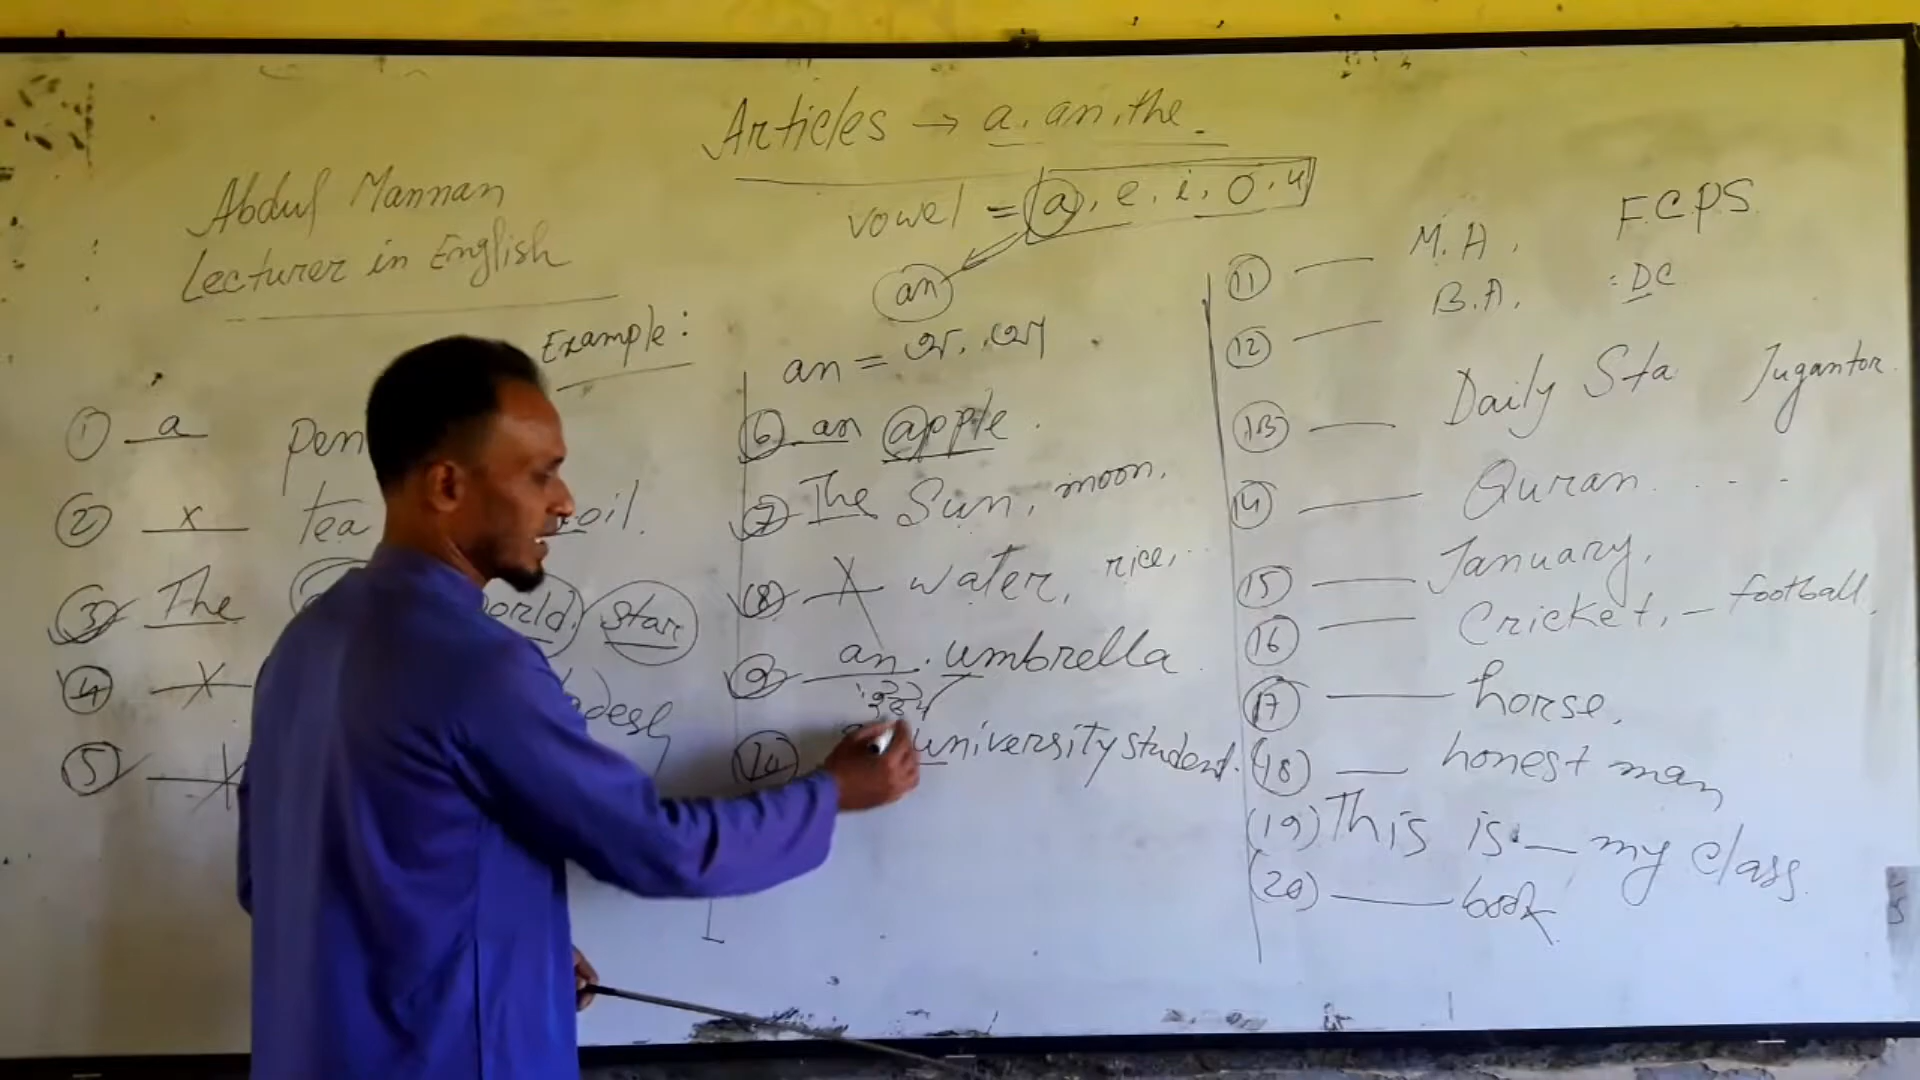 Articles → a, an, the.
vowel = a, e, i, o, u
an
Abdul Mannan
Lecturer in English
Example:
an =
① a pen
② x tea oil.
③ The world. star
④ x desh
⑤ x
⑥ an apple.
⑦ The Sun, moon.
⑧ x water, rice,
⑨ an umbrella
⑩ university student.
⑪ — M.A, F.C.P.S
⑫ — B.A, DC
⑬ — Daily Sta Jugantor.
⑭ — Quran . . .
⑮ — January,
⑯ — Cricket, – football.
⑰ — horse,
(18) — honest man
(19) This is — my class
(20) — book